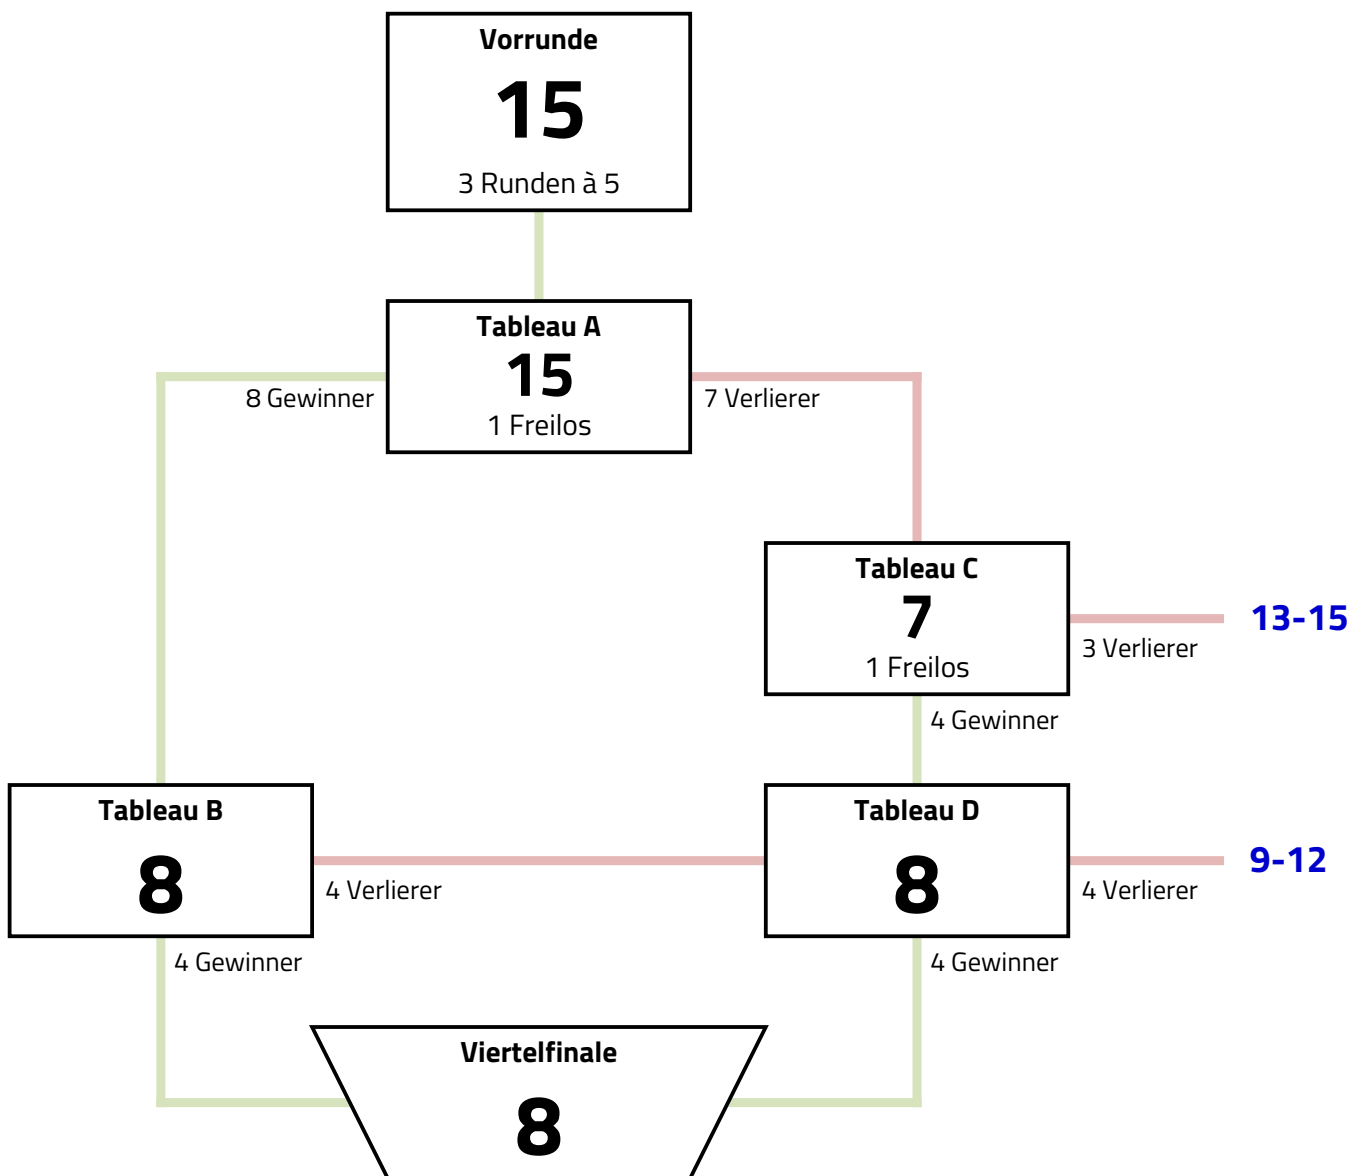 Vorrunde
15
3 Runden à 5
Tableau A
15
1 Freilos
8 Gewinner
7 Verlierer
Tableau C
7
1 Freilos
13-15
3 Verlierer
4 Gewinner
Tableau B
8
4 Verlierer
4 Gewinner
Tableau D
8
9-12
4 Verlierer
4 Gewinner
Viertelfinale
8